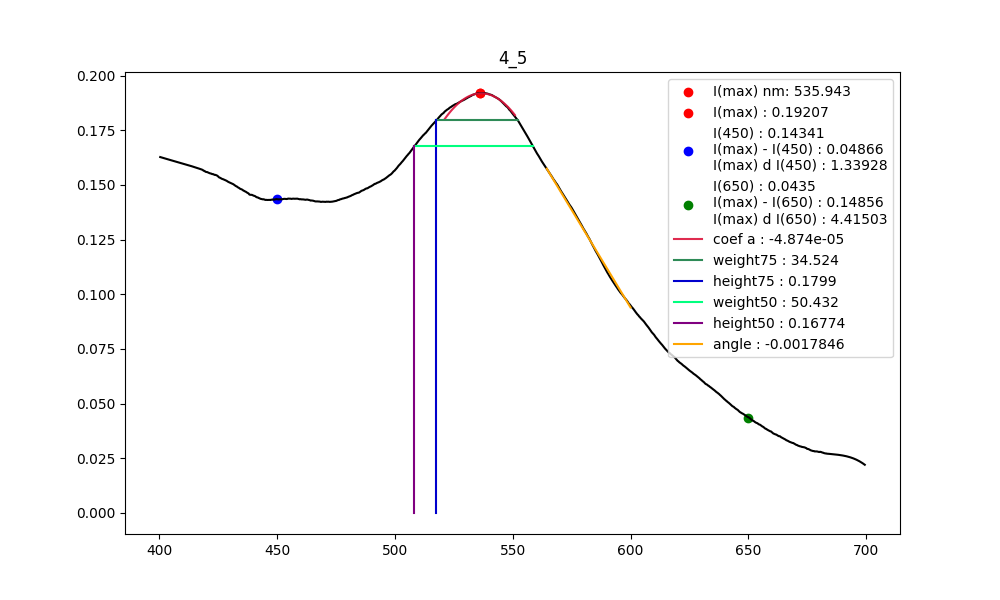 4_5
0.200
0.175
0.150
0.125
0.100
0.075
0.050
0.025
0.000
400
450
500
550
600
650
700
I(max) nm: 535.943
I(max) : 0.19207
I(450) : 0.14341
I(max) - I(450) : 0.04866
I(max) d I(450) : 1.33928
I(650) : 0.0435
I(max) - I(650) : 0.14856
I(max) d I(650) : 4.41503
coef a : -4.874e-05
weight75 : 34.524
height75 : 0.1799
weight50 : 50.432
height50 : 0.16774
angle : -0.0017846